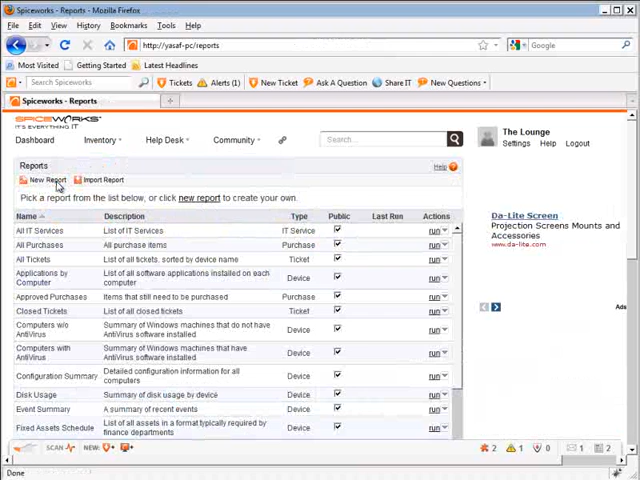 Spiceworks - Reports - Mozilla Firefox
File Edit View History Bookmarks Tools Help
http://yasaf-pc/reports
Google
Most Visited Getting Started Latest Headlines
Search Spiceworks Tickets Alerts (1) New Ticket Ask A Question Share IT New Questions
Spiceworks - Reports
SPICEWORKS
IT'S EVERYTHING IT
Dashboard Inventory Help Desk Community Search...
The Lounge
Settings Help Logout
Reports Help
New Report Import Report
Pick a report from the list below, or click new report to create your own.
Name Description Type Public Last Run Actions
All IT Services List of IT Services IT Service run
All Purchases All purchase items Purchase run
All Tickets List of all tickets, sorted by device name Ticket run
Applications by Computer List of all software applications installed on each computer Device run
Approved Purchases Items that still need to be purchased Purchase run
Closed Tickets List of all closed tickets Ticket run
Computers w/o AntiVirus Summary of Windows machines that do not have AntiVirus software installed Device run
Computers with AntiVirus Summary of Windows machines that have AntiVirus software installed Device run
Configuration Summary Detailed configuration information for all computers Device run
Disk Usage Summary of disk usage by device Device run
Event Summary A summary of recent events Device run
Fixed Assets Schedule List of all assets in a format typically required by finance departments Device run
Da-Lite Screen
Projection Screens Mounts and
Accessories
www.da-lite.com
Ads
SCAN NEW: 2 1 0 1 2
Done